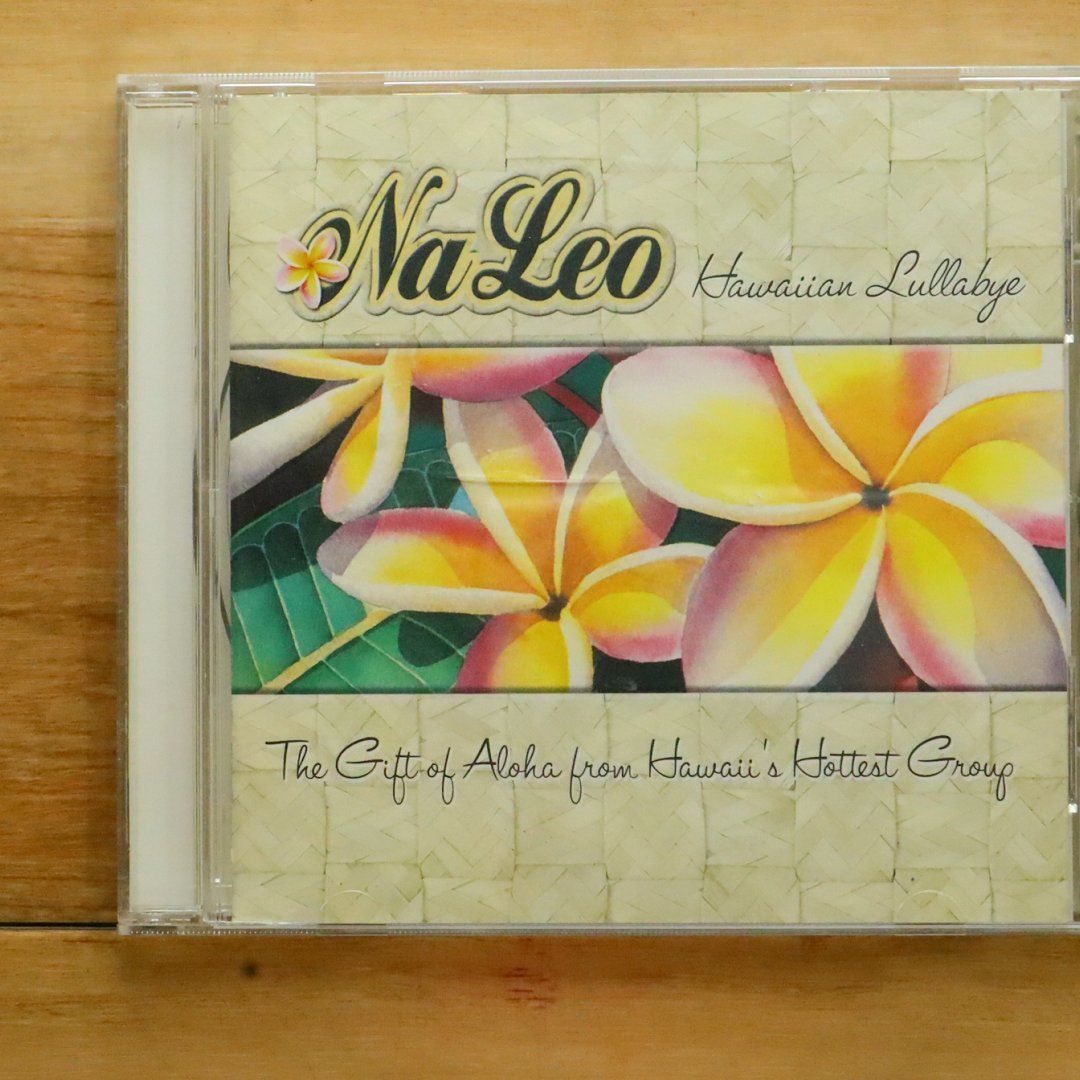 Na Leo
Hawaiian Lullabye
The Gift of Aloha from Hawaii's Hottest Group